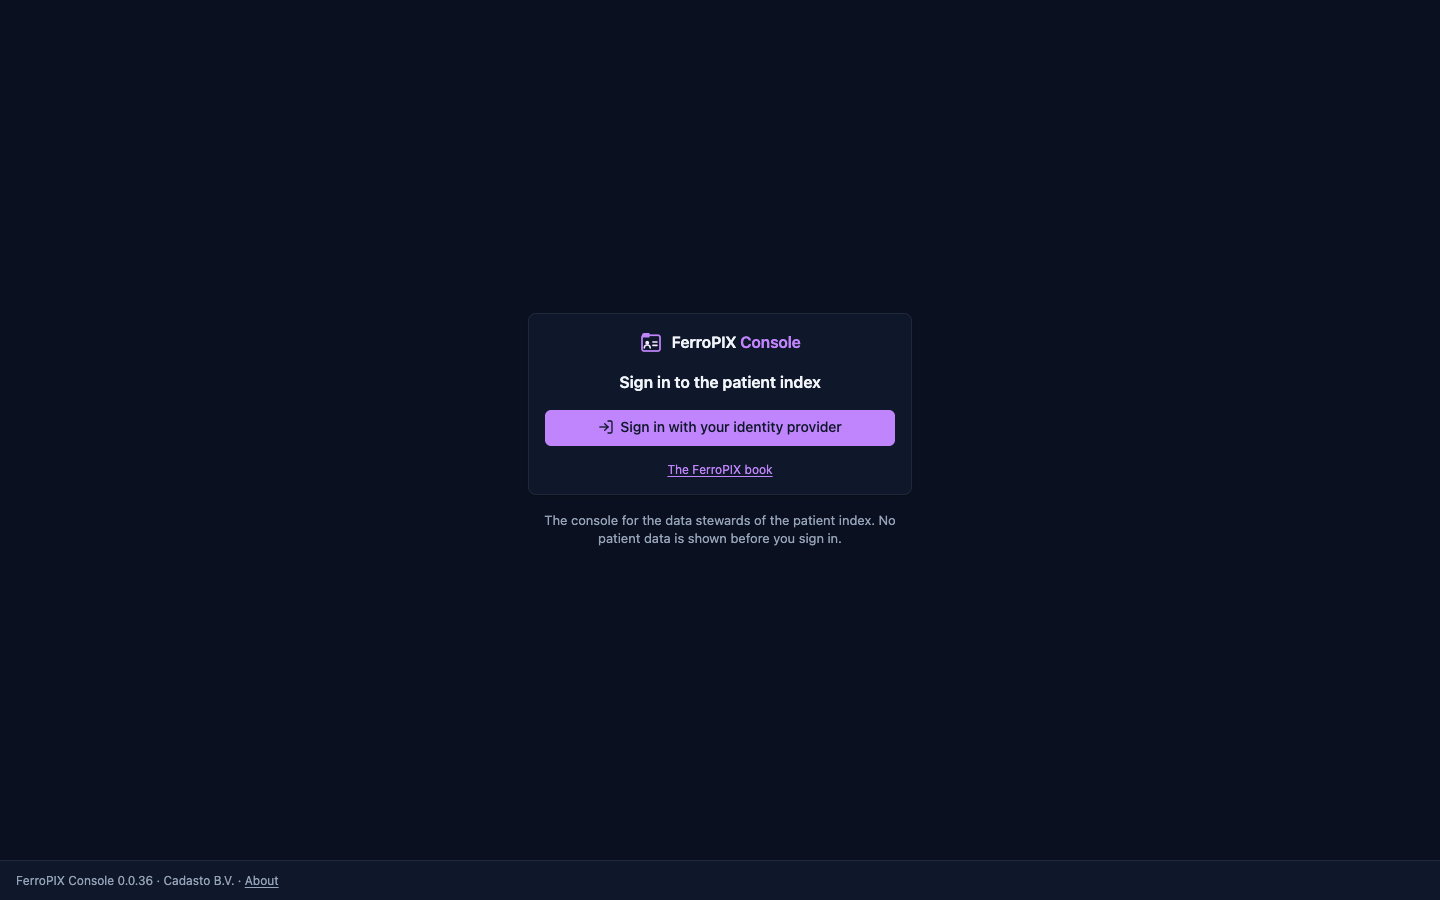 FerroPIX Console
Sign in to the patient index
Sign in with your identity provider
The FerroPIX book
The console for the data stewards of the patient index. No
patient data is shown before you sign in.
FerroPIX Console 0.0.36 · Cadasto B.V. · About